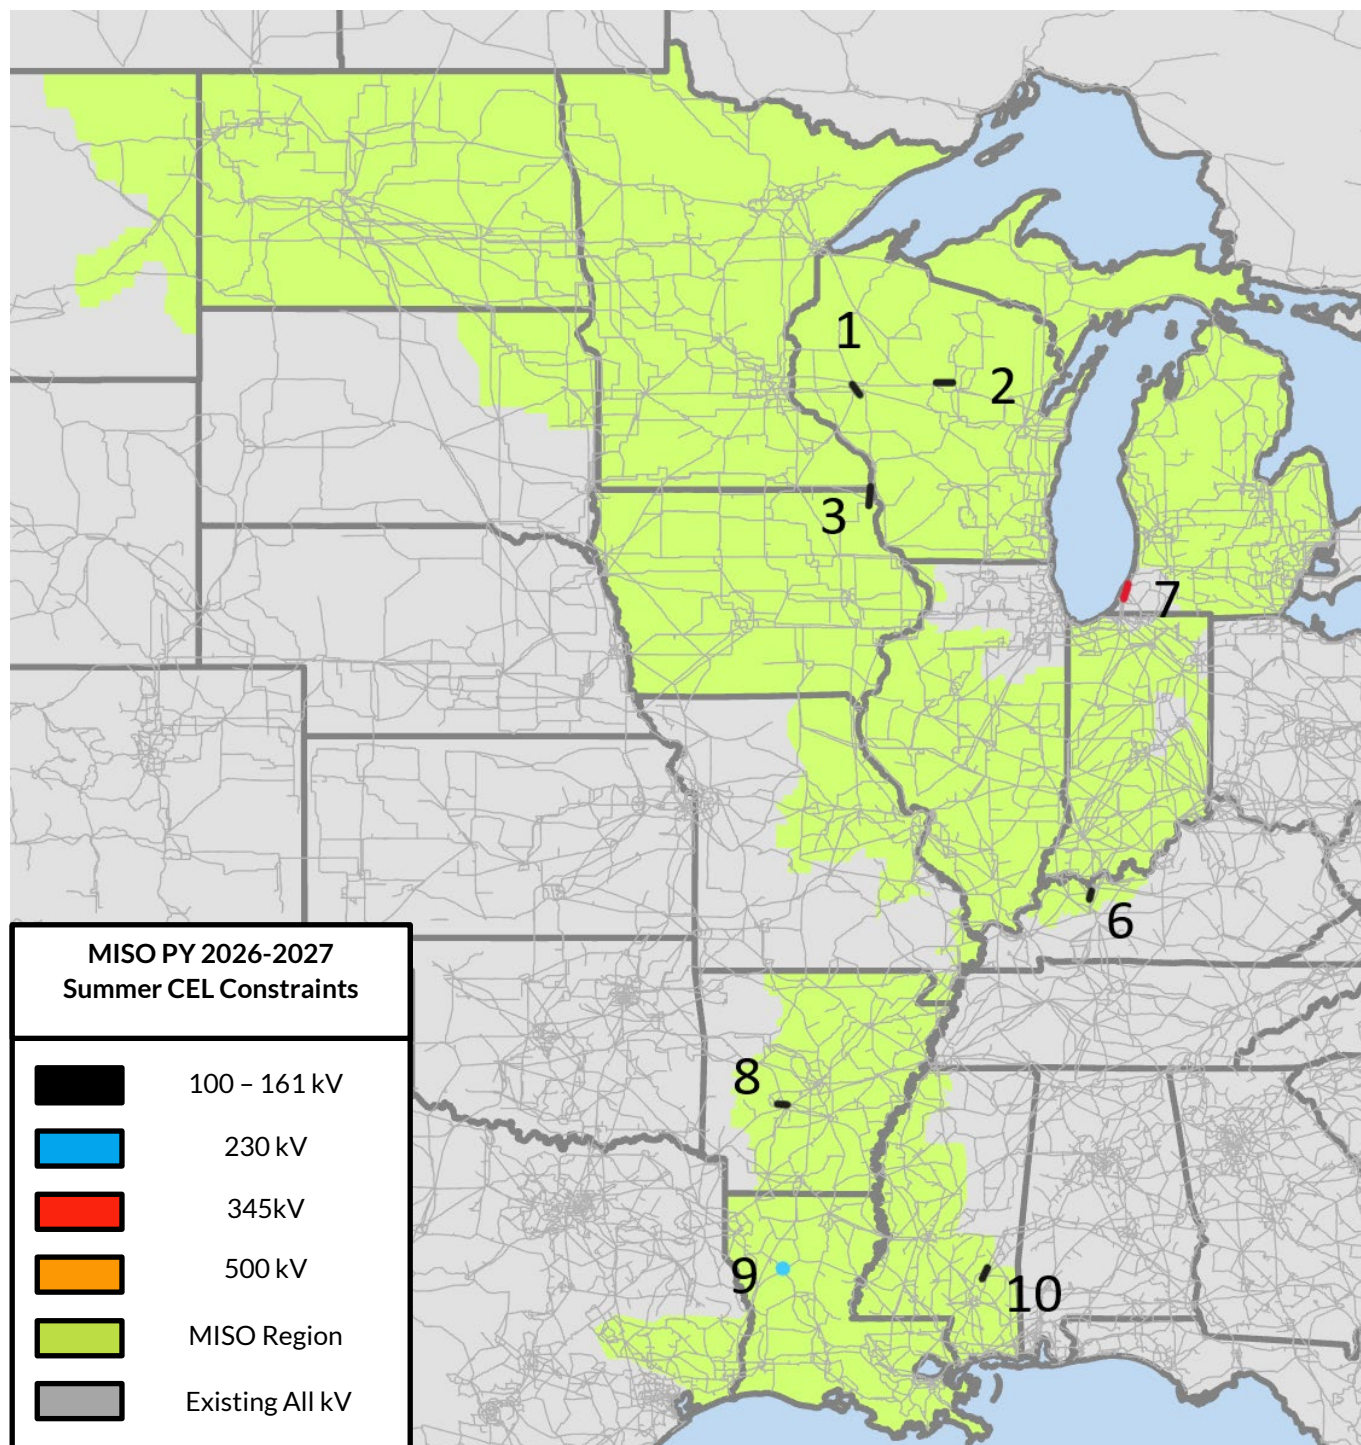 1
2
3
7
6
8
9
10
MISO PY 2026-2027
Summer CEL Constraints
100 – 161 kV
230 kV
345kV
500 kV
MISO Region
Existing All kV